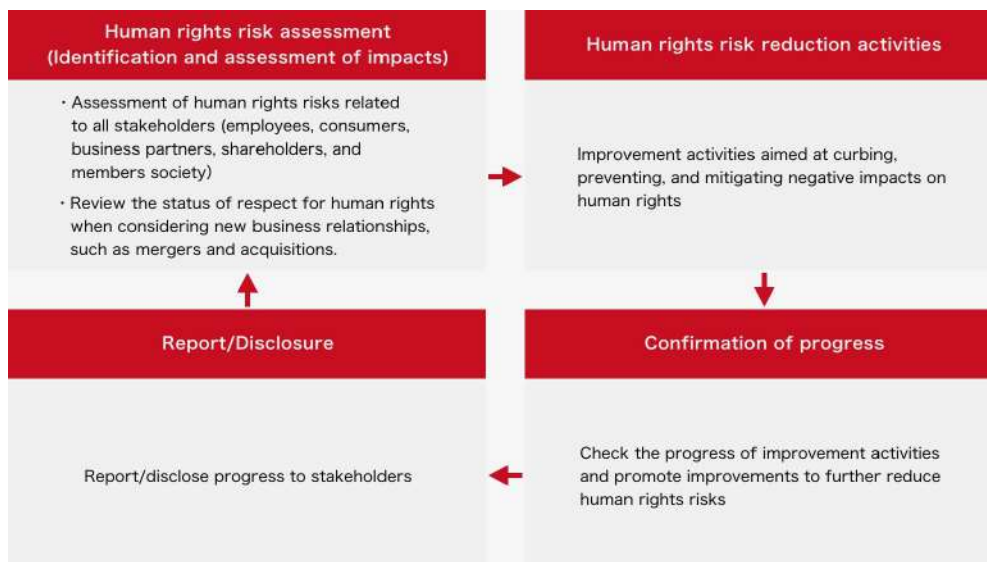 Human rights risk assessment
(Identification and assessment of impacts)
・Assessment of human rights risks related
to all stakeholders (employees, consumers,
business partners, shareholders, and
members society)
・Review the status of respect for human rights
when considering new business relationships,
such as mergers and acquisitions.
Human rights risk reduction activities
Improvement activities aimed at curbing,
preventing, and mitigating negative impacts on
human rights
Confirmation of progress
Check the progress of improvement activities
and promote improvements to further reduce
human rights risks
Report/Disclosure
Report/disclose progress to stakeholders